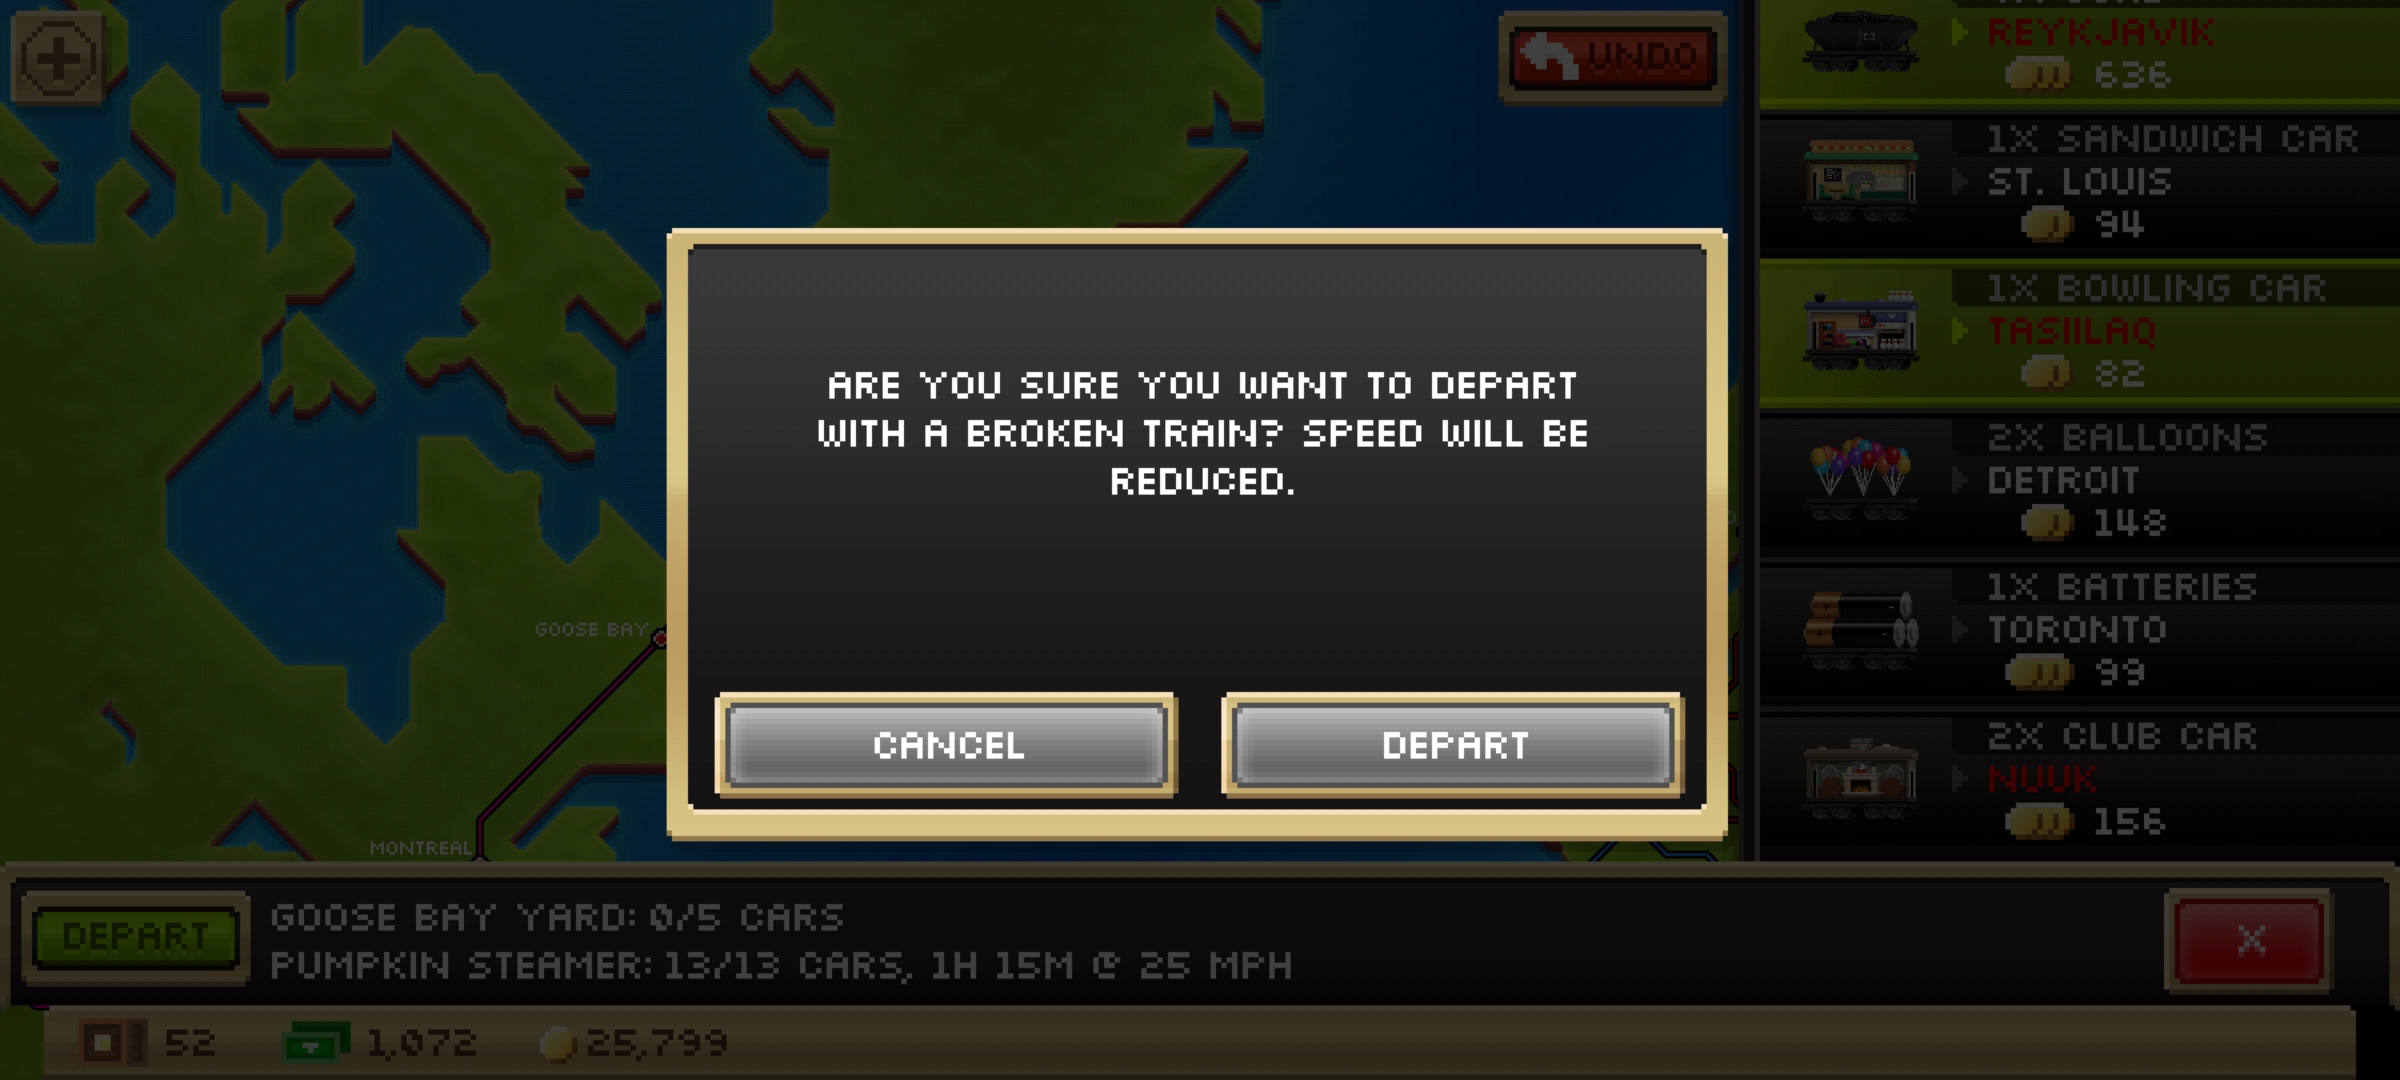 UNDO
REYKJAVIK
636
1X SANDWICH CAR
ST. LOUIS
94
1X BOWLING CAR
TASIILAQ
82
2X BALLOONS
DETROIT
148
1X BATTERIES
TORONTO
99
2X CLUB CAR
NUUK
156
ARE YOU SURE YOU WANT TO DEPART
WITH A BROKEN TRAIN? SPEED WILL BE
REDUCED.
CANCEL
DEPART
GOOSE BAY
MONTREAL
DEPART
GOOSE BAY YARD: 0/5 CARS
PUMPKIN STEAMER: 13/13 CARS, 1H 15M @ 25 MPH
X
52
1,072
25,799